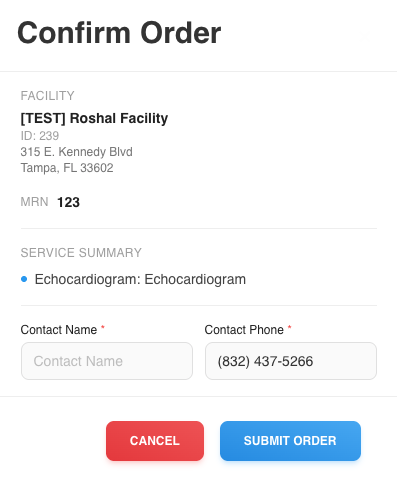 Confirm Order
FACILITY
[TEST] Roshal Facility
ID: 239
315 E. Kennedy Blvd
Tampa, FL 33602
MRN 123
SERVICE SUMMARY
Echocardiogram: Echocardiogram
Contact Name * Contact Phone *
Contact Name (832) 437-5266
CANCEL SUBMIT ORDER